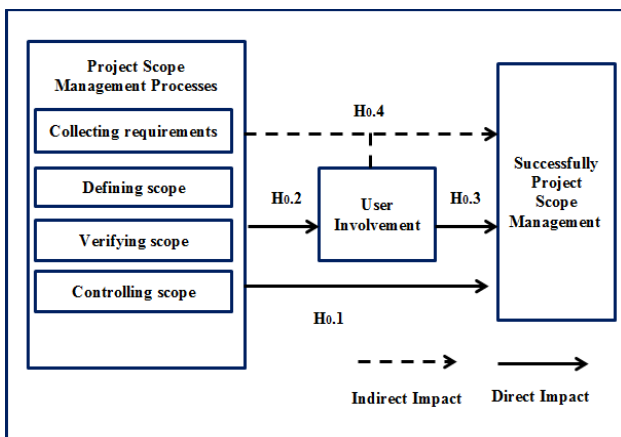 Project Scope
Management Processes
Collecting requirements
Defining scope
Verifying scope
Controlling scope
H0.4
H0.2
User
Involvement
H0.3
H0.1
Successfully
Project
Scope
Management
Indirect Impact
Direct Impact